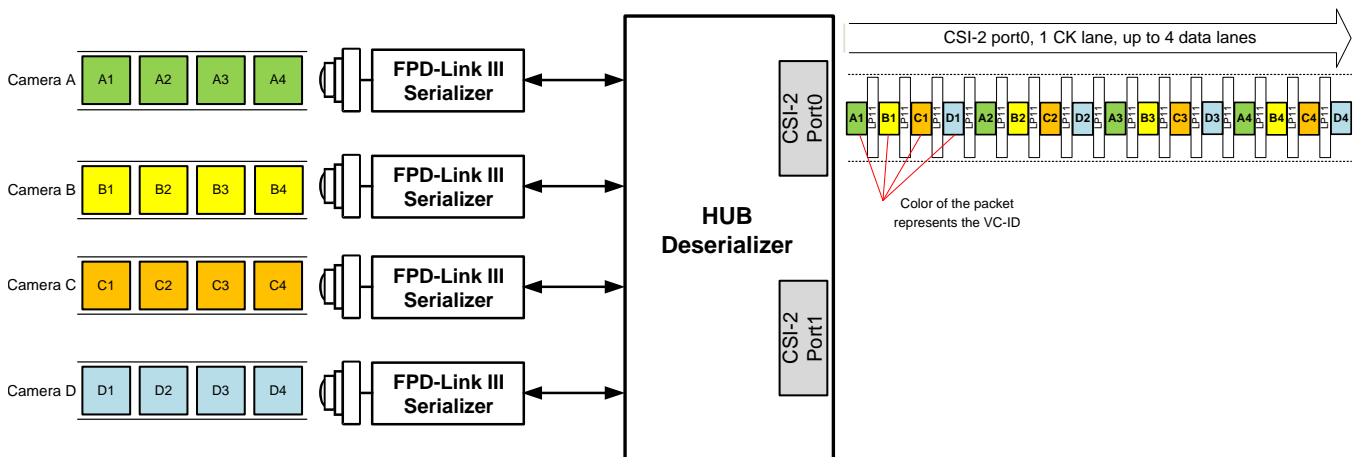 CSI-2 port0, 1 CK lane, up to 4 data lanes
Camera A
A1 A2 A3 A4
FPD-Link III
Serializer
CSI-2
Port0
A1 LP11 B1 LP11 C1 LP11 D1 LP11 A2 LP11 B2 LP11 C2 LP11 D2 LP11 A3 LP11 B3 LP11 C3 LP11 D3 LP11 A4 LP11 B4 LP11 C4 LP11 D4
Color of the packet
represents the VC-ID
Camera B
B1 B2 B3 B4
FPD-Link III
Serializer
HUB
Deserializer
Camera C
C1 C2 C3 C4
FPD-Link III
Serializer
CSI-2
Port1
Camera D
D1 D2 D3 D4
FPD-Link III
Serializer